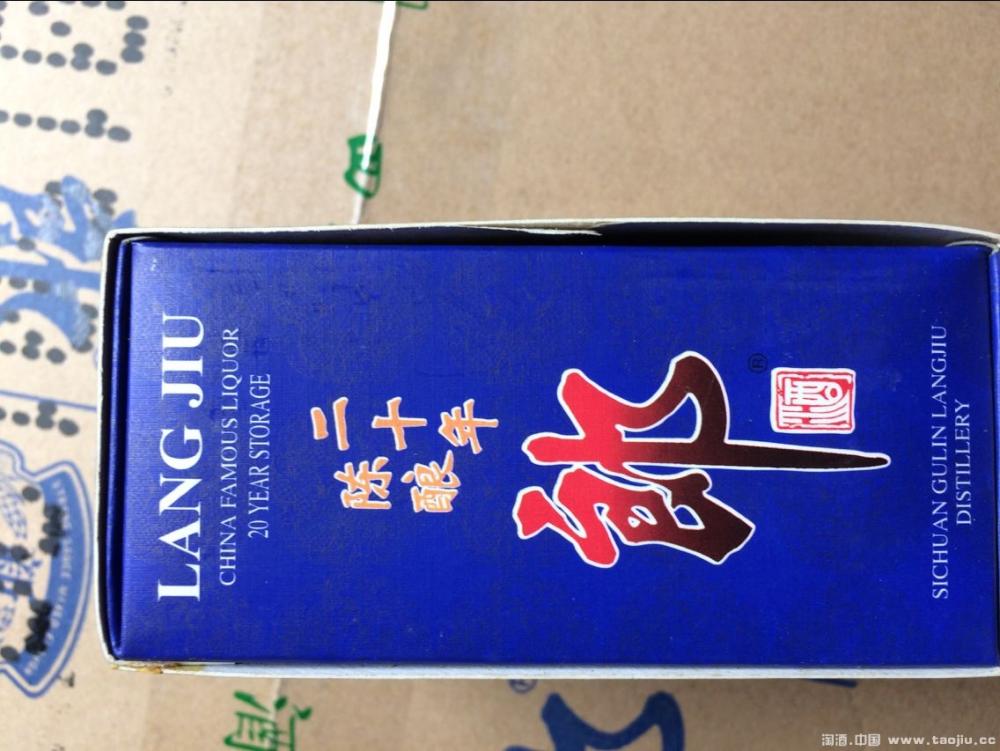 LANG JIU
CHINA FAMOUS LIQUOR
20 YEAR STORAGE
二十年
陈酿
郎
®
酒
SICHUAN GULIN LANGJIU
DISTILLERY
淘酒.中国 www.taojiu.cc